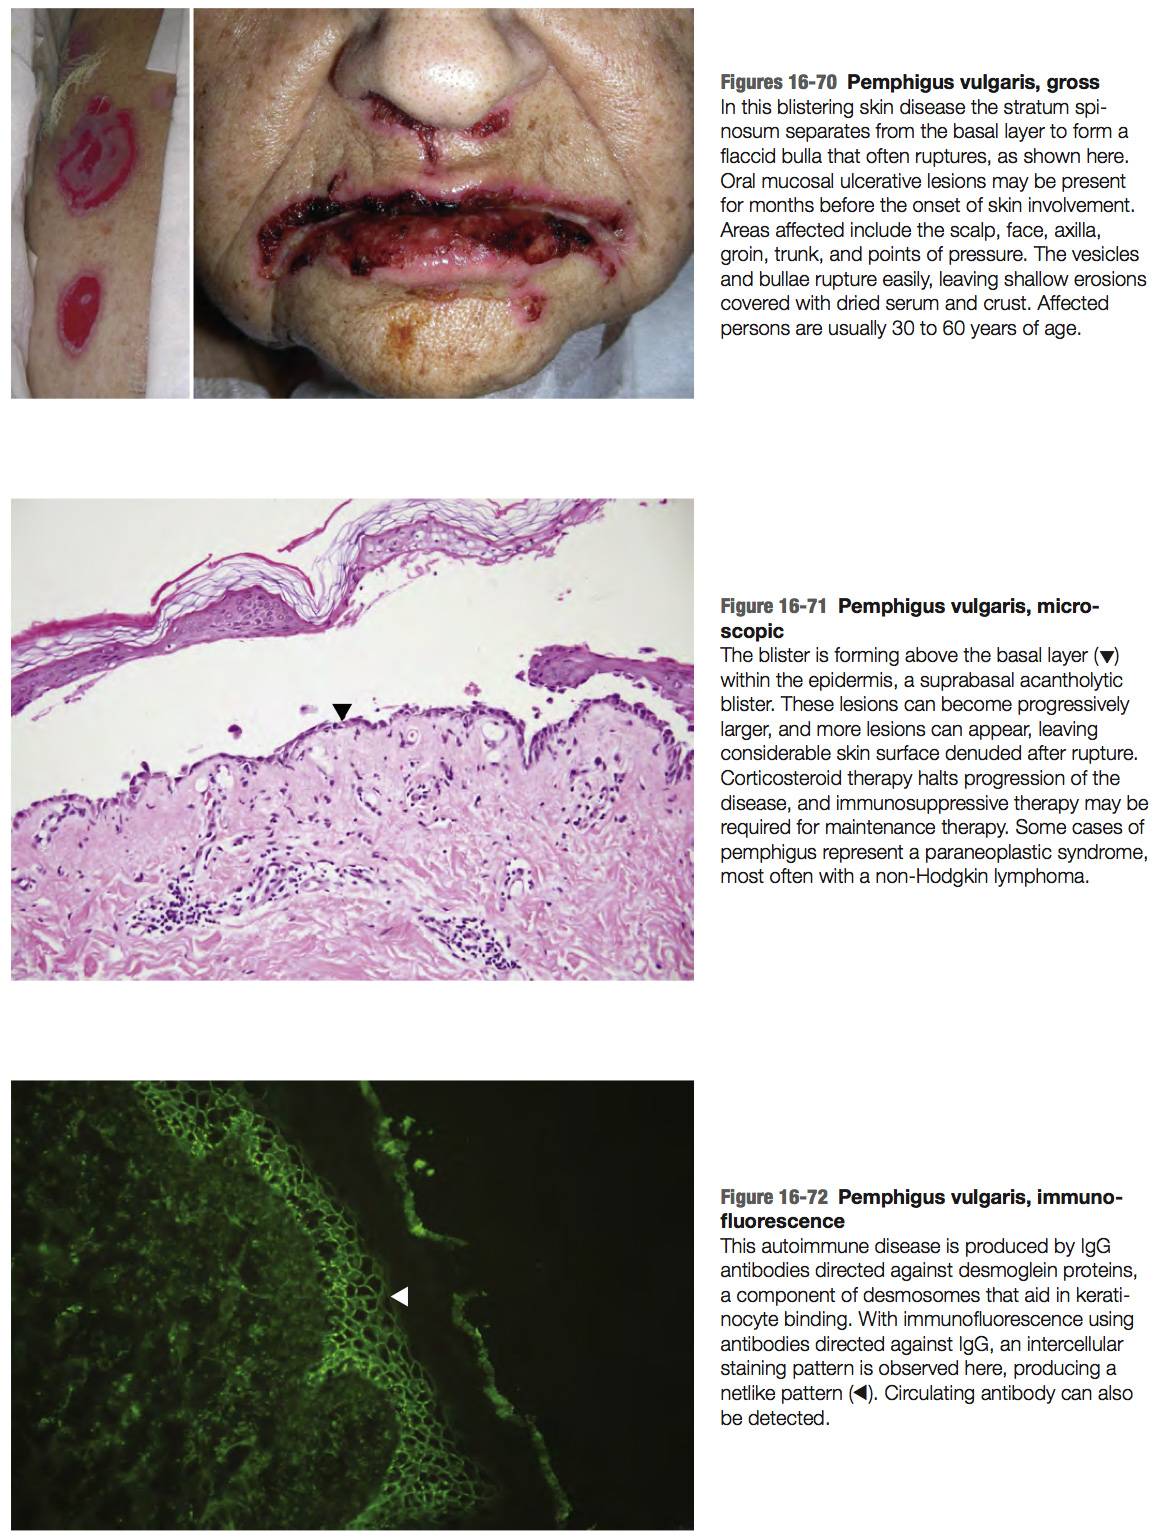 Figures 16-70 Pemphigus vulgaris, gross
In this blistering skin disease the stratum spi-
nosum separates from the basal layer to form a
flaccid bulla that often ruptures, as shown here.
Oral mucosal ulcerative lesions may be present
for months before the onset of skin involvement.
Areas affected include the scalp, face, axilla,
groin, trunk, and points of pressure. The vesicles
and bullae rupture easily, leaving shallow erosions
covered with dried serum and crust. Affected
persons are usually 30 to 60 years of age.
Figure 16-71 Pemphigus vulgaris, micro-
scopic
The blister is forming above the basal layer (▼)
within the epidermis, a suprabasal acantholytic
blister. These lesions can become progressively
larger, and more lesions can appear, leaving
considerable skin surface denuded after rupture.
Corticosteroid therapy halts progression of the
disease, and immunosuppressive therapy may be
required for maintenance therapy. Some cases of
pemphigus represent a paraneoplastic syndrome,
most often with a non-Hodgkin lymphoma.
Figure 16-72 Pemphigus vulgaris, immuno-
fluorescence
This autoimmune disease is produced by IgG
antibodies directed against desmoglein proteins,
a component of desmosomes that aid in kerati-
nocyte binding. With immunofluorescence using
antibodies directed against IgG, an intercellular
staining pattern is observed here, producing a
netlike pattern (◀). Circulating antibody can also
be detected.